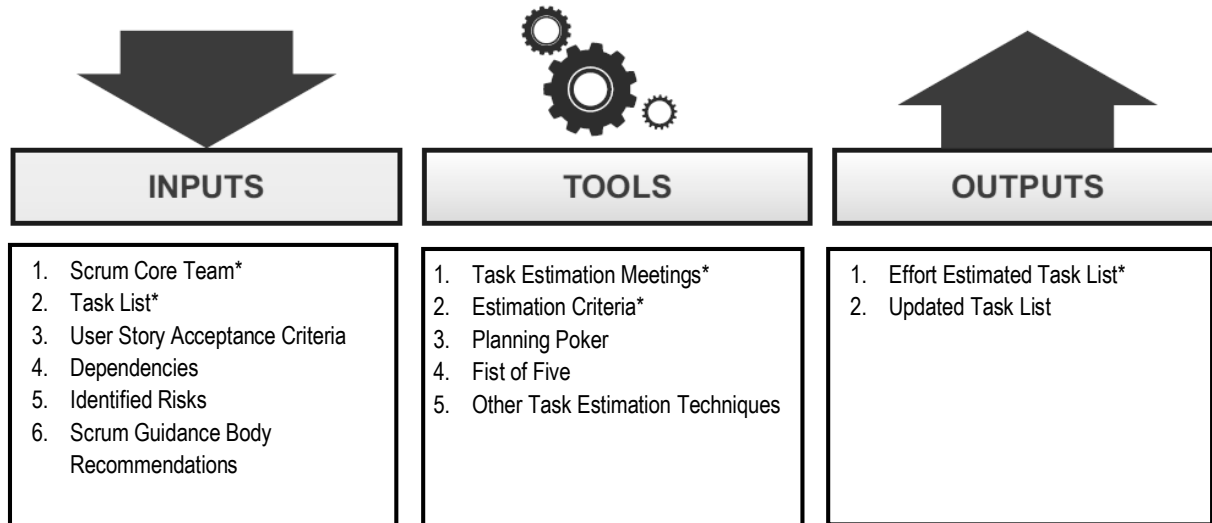 INPUTS
1. Scrum Core Team*
2. Task List*
3. User Story Acceptance Criteria
4. Dependencies
5. Identified Risks
6. Scrum Guidance Body
Recommendations
TOOLS
1. Task Estimation Meetings*
2. Estimation Criteria*
3. Planning Poker
4. Fist of Five
5. Other Task Estimation Techniques
OUTPUTS
1. Effort Estimated Task List*
2. Updated Task List